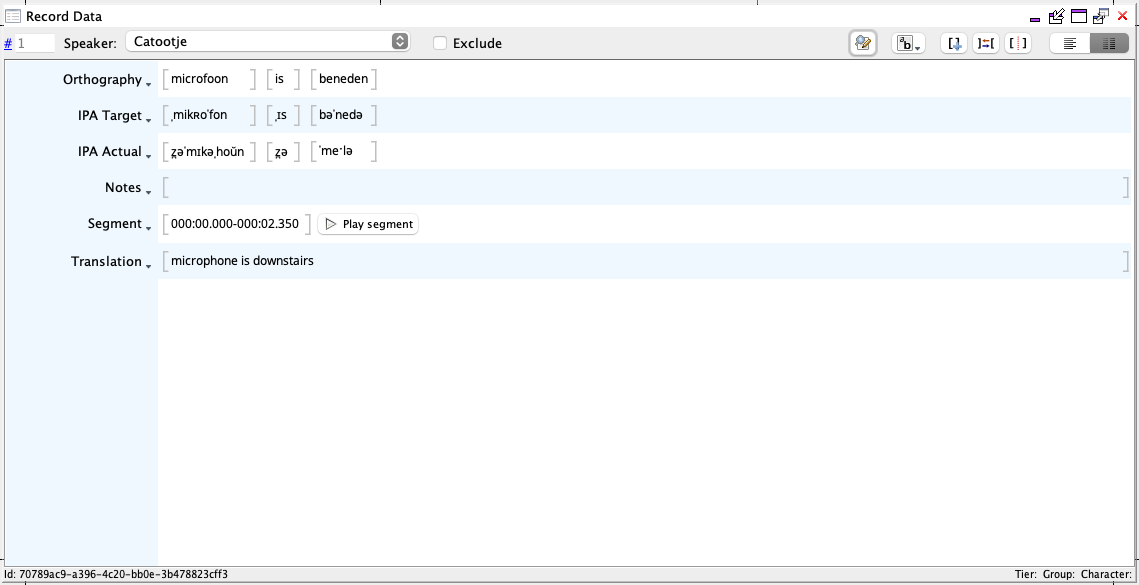 Record Data
# 1 Speaker: Catootje Exclude
Orthography [ microfoon ] [ is ] [ beneden ]
IPA Target [ ˌmikʀoˈfon ] [ ˌɪs ] [ bəˈnedə ]
IPA Actual [ z̪əˈmɪkəˌhoŭn ] [ z̪ə ] [ ˈmeˑlə ]
Notes [ ]
Segment [ 000:00.000-000:02.350 ] Play segment
Translation [ microphone is downstairs ]
Id: 70789ac9-a396-4c20-bb0e-3b478823cff3 Tier: Group: Character: